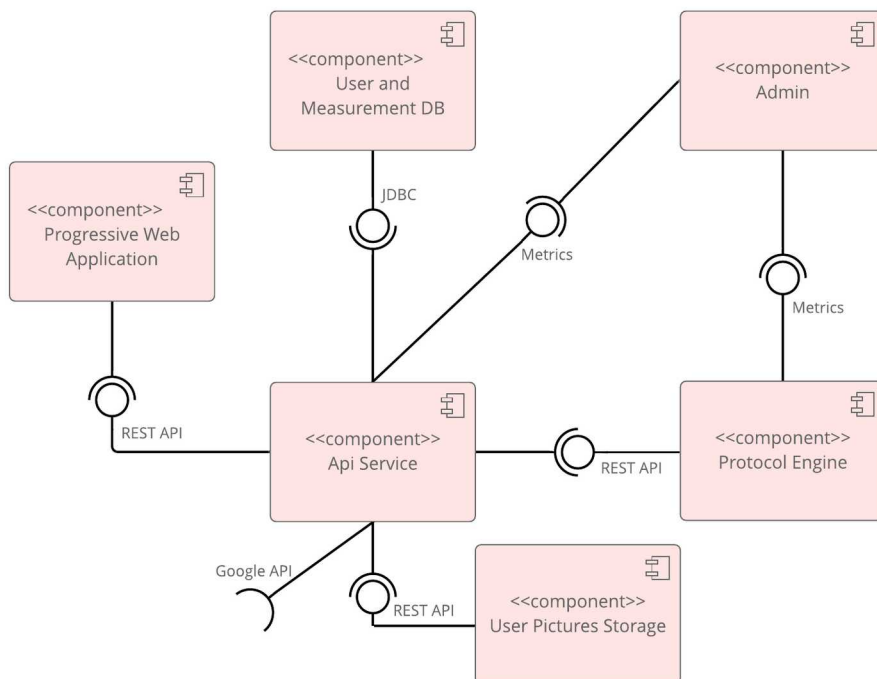 <<component>>
User and
Measurement DB
<<component>>
Admin
JDBC
<<component>>
Progressive Web
Application
Metrics
Metrics
REST API
<<component>>
Api Service
REST API
<<component>>
Protocol Engine
Google API
REST API
<<component>>
User Pictures Storage